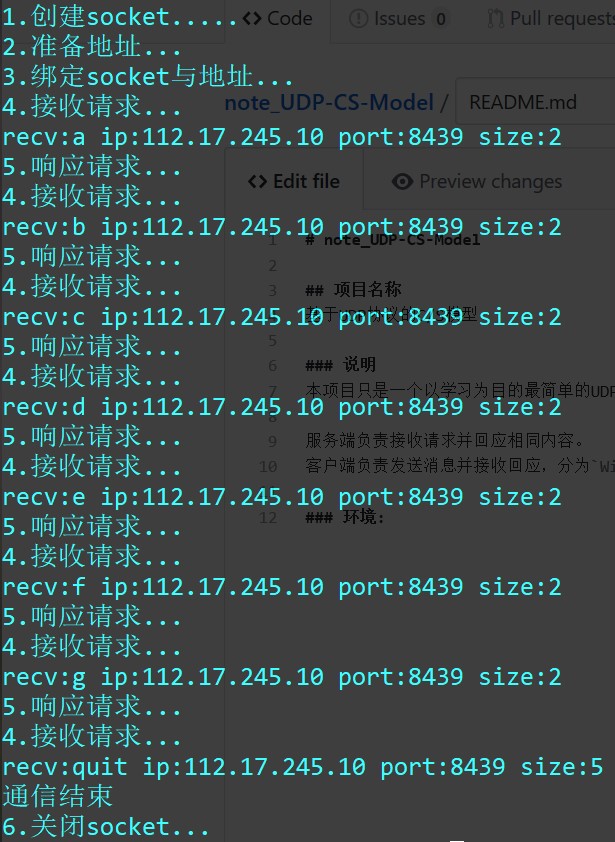 1.创建socket.....
2.准备地址...
3.绑定socket与地址...
4.接收请求...
recv:a ip:112.17.245.10 port:8439 size:2
5.响应请求...
4.接收请求...
recv:b ip:112.17.245.10 port:8439 size:2
5.响应请求...
4.接收请求...
recv:c ip:112.17.245.10 port:8439 size:2
5.响应请求...
4.接收请求...
recv:d ip:112.17.245.10 port:8439 size:2
5.响应请求...
4.接收请求...
recv:e ip:112.17.245.10 port:8439 size:2
5.响应请求...
4.接收请求...
recv:f ip:112.17.245.10 port:8439 size:2
5.响应请求...
4.接收请求...
recv:g ip:112.17.245.10 port:8439 size:2
5.响应请求...
4.接收请求...
recv:quit ip:112.17.245.10 port:8439 size:5
通信结束
6.关闭socket...
<> Code Issues 0 Pull requests
note_UDP-CS-Model / README.md
<> Edit file Preview changes
1 # note_UDP-CS-Model
2
3 ## 项目名称
5
6 ### 说明
7 本项目只是一个以学习为目的最简单的UDP
8
9 服务端负责接收请求并回应相同内容。
10 客户端负责发送消息并接收回应，分为`Wi
12 ### 环境：